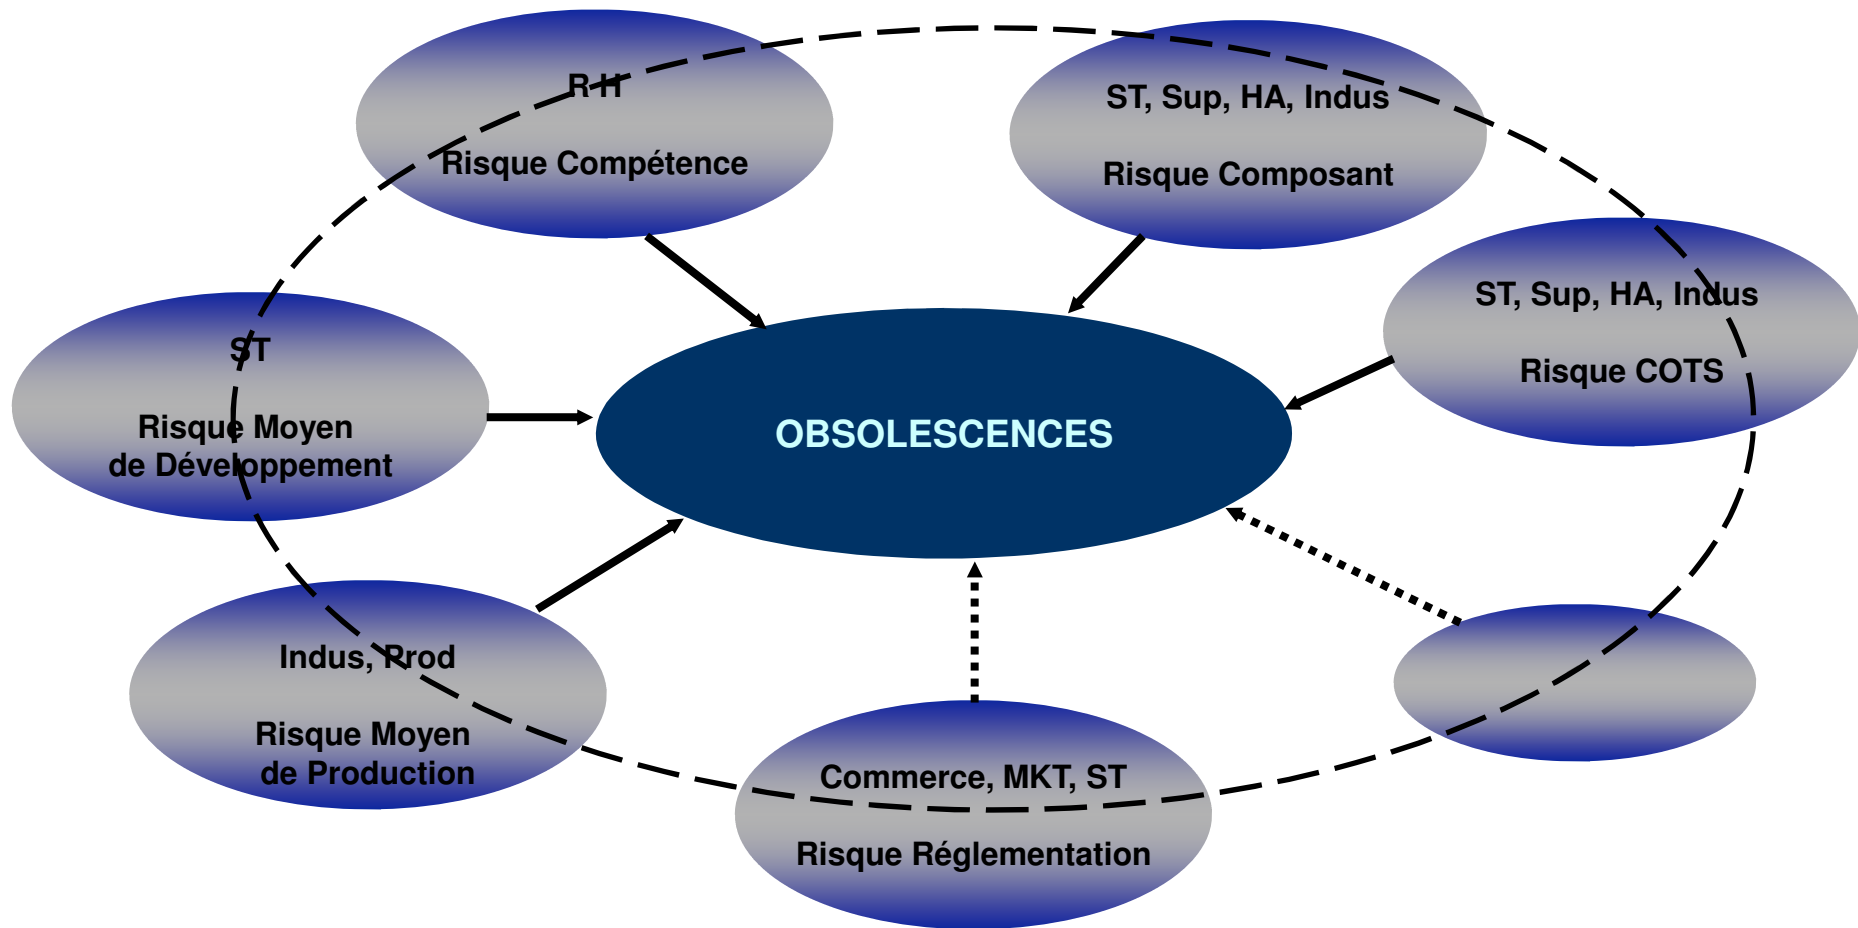 R H
Risque Compétence
ST, Sup, HA, Indus
Risque Composant
ST, Sup, HA, Indus
Risque COTS
ST
Risque Moyen
de Développement
OBSOLESCENCES
Indus, Prod
Risque Moyen
de Production
Commerce, MKT, ST
Risque Réglementation